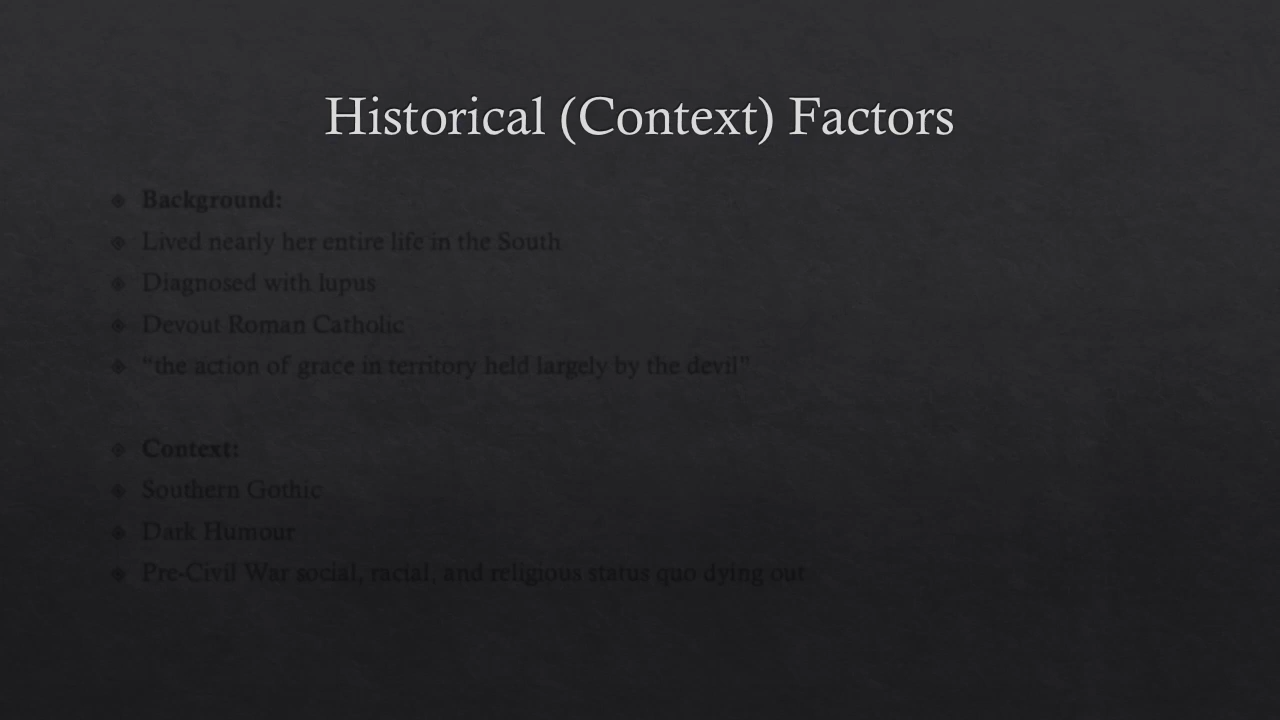 Historical (Context) Factors
Background:
Lived nearly her entire life in the South
Diagnosed with lupus
Devout Roman Catholic
“the action of grace in territory held largely by the devil”
Context:
Southern Gothic
Dark Humour
Pre-Civil War social, racial, and religious status quo dying out